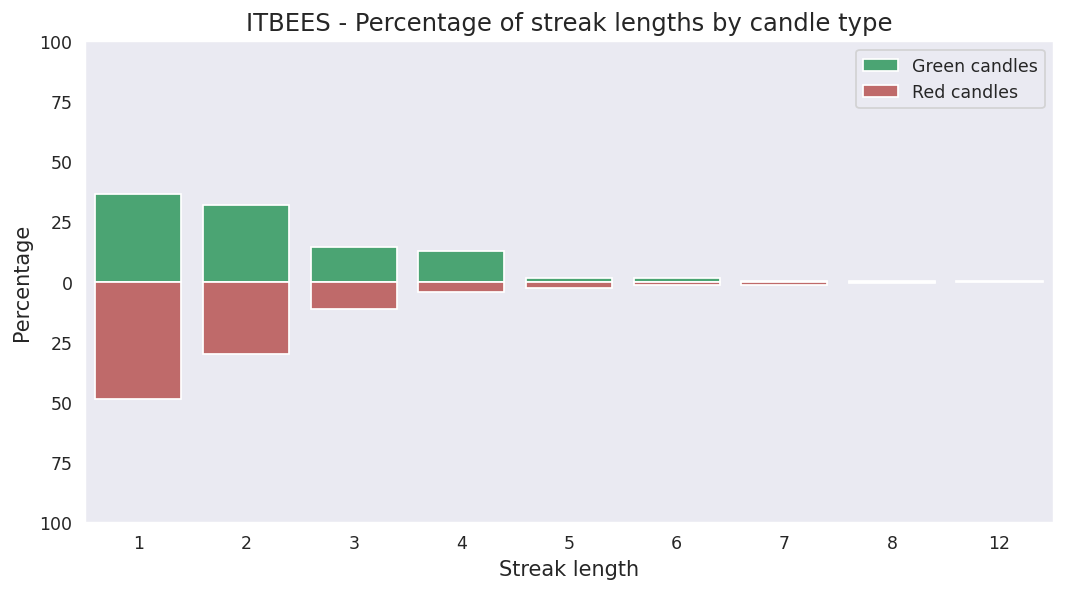 ITBEES - Percentage of streak lengths by candle type
Green candles
Red candles
Percentage
100
75
50
25
0
25
50
75
100
1 2 3 4 5 6 7 8 12
Streak length